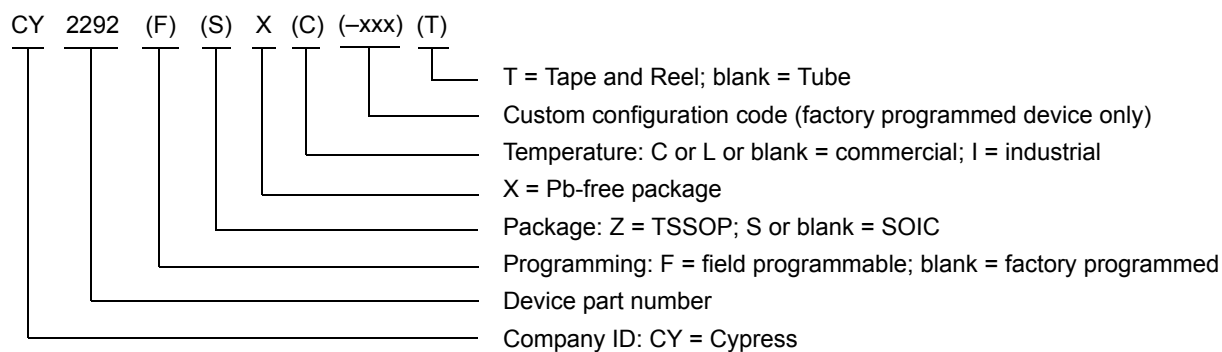 CY 2292 (F) (S) X (C) (–xxx) (T)
T = Tape and Reel; blank = Tube
Custom configuration code (factory programmed device only)
Temperature: C or L or blank = commercial; I = industrial
X = Pb-free package
Package: Z = TSSOP; S or blank = SOIC
Programming: F = field programmable; blank = factory programmed
Device part number
Company ID: CY = Cypress